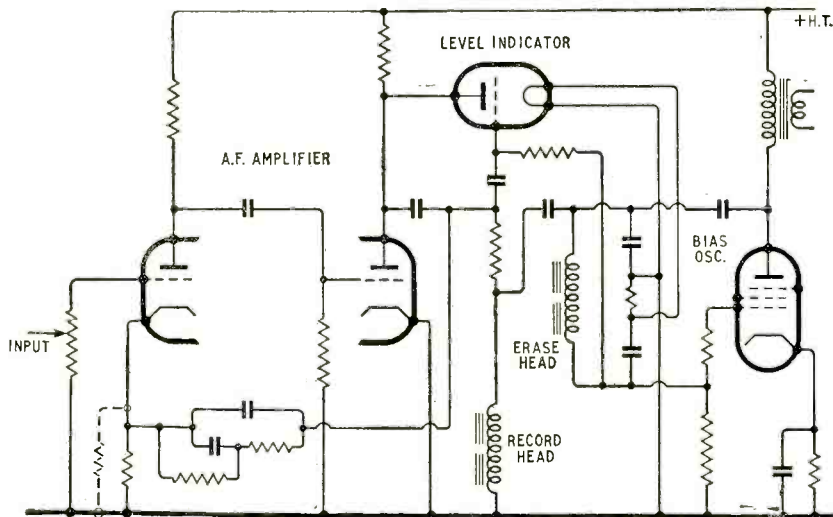 +H.T.
LEVEL INDICATOR
A.F. AMPLIFIER
BIAS
OSC.
INPUT
ERASE
HEAD
RECORD
HEAD